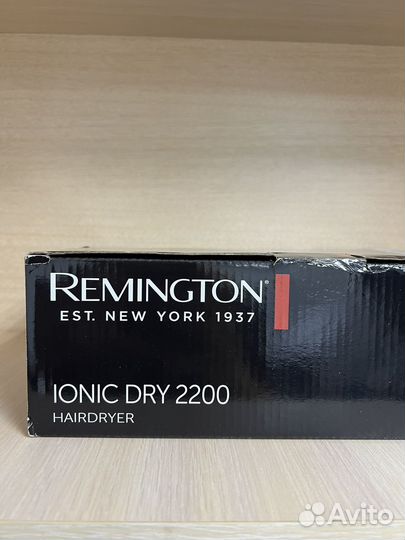 REMINGTON
EST. NEW YORK 1937
IONIC DRY 2200
HAIRDRYER
Avito